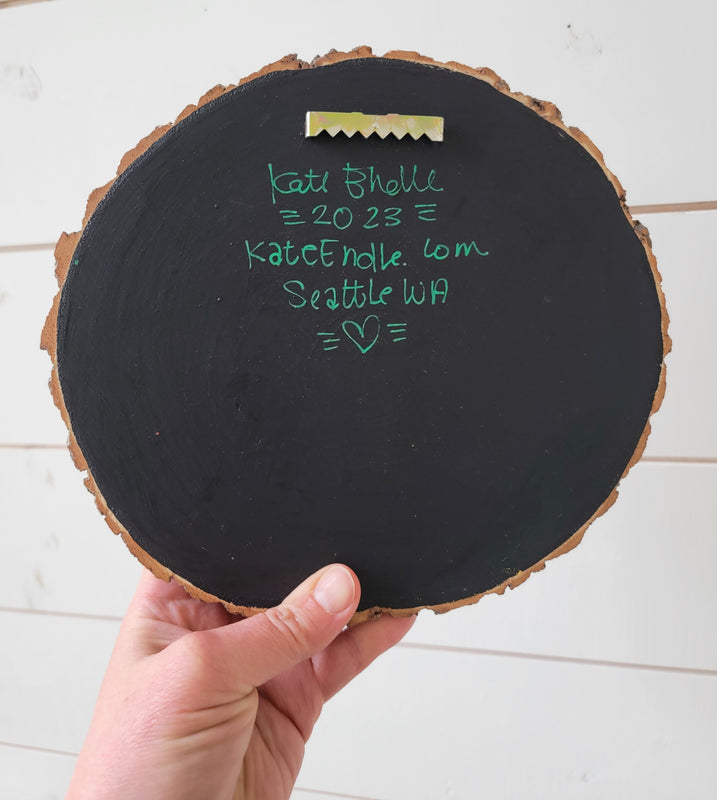 Kate Endle
= 2023 =
KateEndle.com
Seattle WA